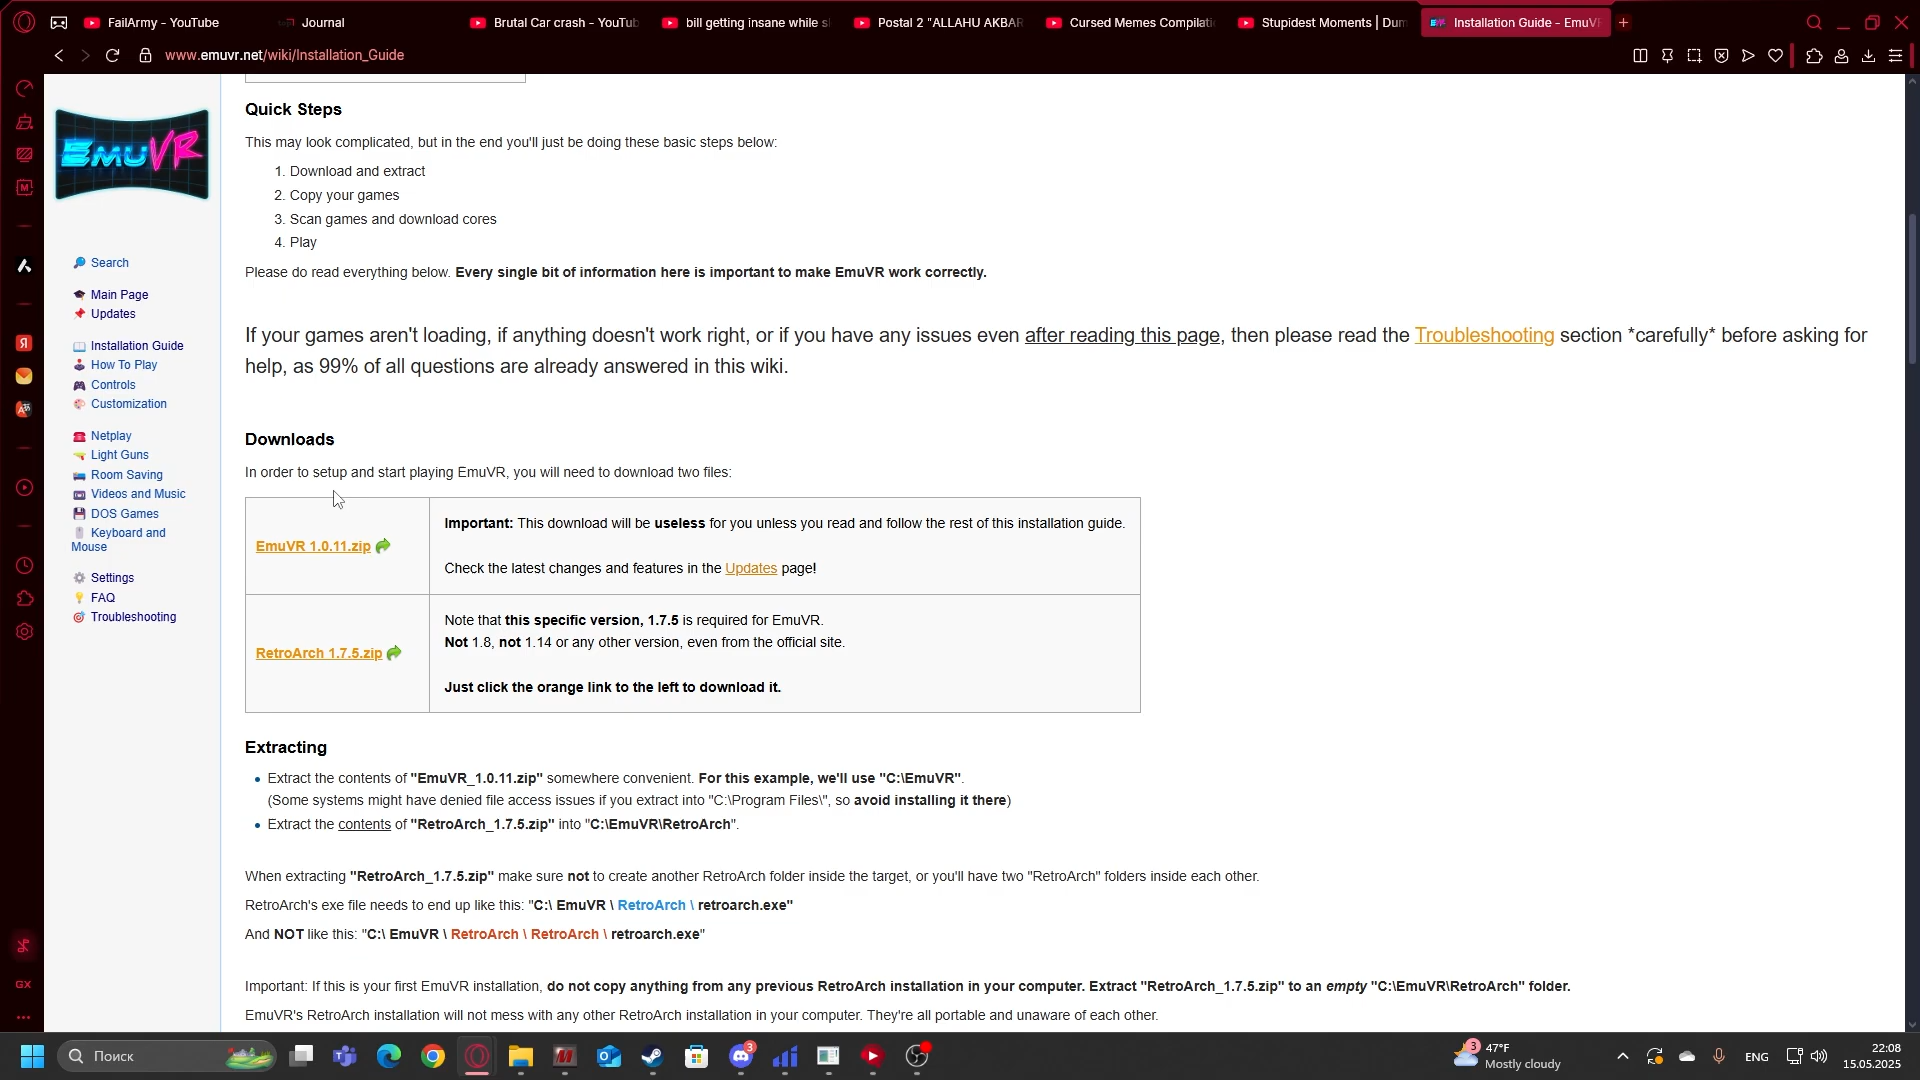 FailArmy - YouTube
Journal
Brutal Car crash - YouTub
bill getting insane while sl
Postal 2 "ALLAHU AKBAR
Cursed Memes Compilati
Stupidest Moments | Dum
Installation Guide - EmuVR
www.emuvr.net/wiki/Installation_Guide
EmuVR
Search
Main Page
Updates
Installation Guide
How To Play
Controls
Customization
Netplay
Light Guns
Room Saving
Videos and Music
DOS Games
Keyboard and
Mouse
Settings
FAQ
Troubleshooting
Quick Steps
This may look complicated, but in the end you'll just be doing these basic steps below:
1. Download and extract
2. Copy your games
3. Scan games and download cores
4. Play
Please do read everything below. Every single bit of information here is important to make EmuVR work correctly.
If your games aren't loading, if anything doesn't work right, or if you have any issues even after reading this page, then please read the Troubleshooting section *carefully* before asking for
help, as 99% of all questions are already answered in this wiki.
Downloads
In order to setup and start playing EmuVR, you will need to download two files:
EmuVR 1.0.11.zip
Important: This download will be useless for you unless you read and follow the rest of this installation guide.
Check the latest changes and features in the Updates page!
RetroArch 1.7.5.zip
Note that this specific version, 1.7.5 is required for EmuVR.
Not 1.8, not 1.14 or any other version, even from the official site.
Just click the orange link to the left to download it.
Extracting
Extract the contents of "EmuVR_1.0.11.zip" somewhere convenient. For this example, we'll use "C:\EmuVR".
(Some systems might have denied file access issues if you extract into "C:\Program Files\", so avoid installing it there)
Extract the contents of "RetroArch_1.7.5.zip" into "C:\EmuVR\RetroArch".
When extracting "RetroArch_1.7.5.zip" make sure not to create another RetroArch folder inside the target, or you'll have two "RetroArch" folders inside each other.
RetroArch's exe file needs to end up like this: "C:\ EmuVR \ RetroArch \ retroarch.exe"
And NOT like this: "C:\ EmuVR \ RetroArch \ RetroArch \ retroarch.exe"
Important: If this is your first EmuVR installation, do not copy anything from any previous RetroArch installation in your computer. Extract "RetroArch_1.7.5.zip" to an empty "C:\EmuVR\RetroArch" folder.
EmuVR's RetroArch installation will not mess with any other RetroArch installation in your computer. They're all portable and unaware of each other.
GX
Поиск
3
3
47°F
Mostly cloudy
ENG
22:08
15.05.2025